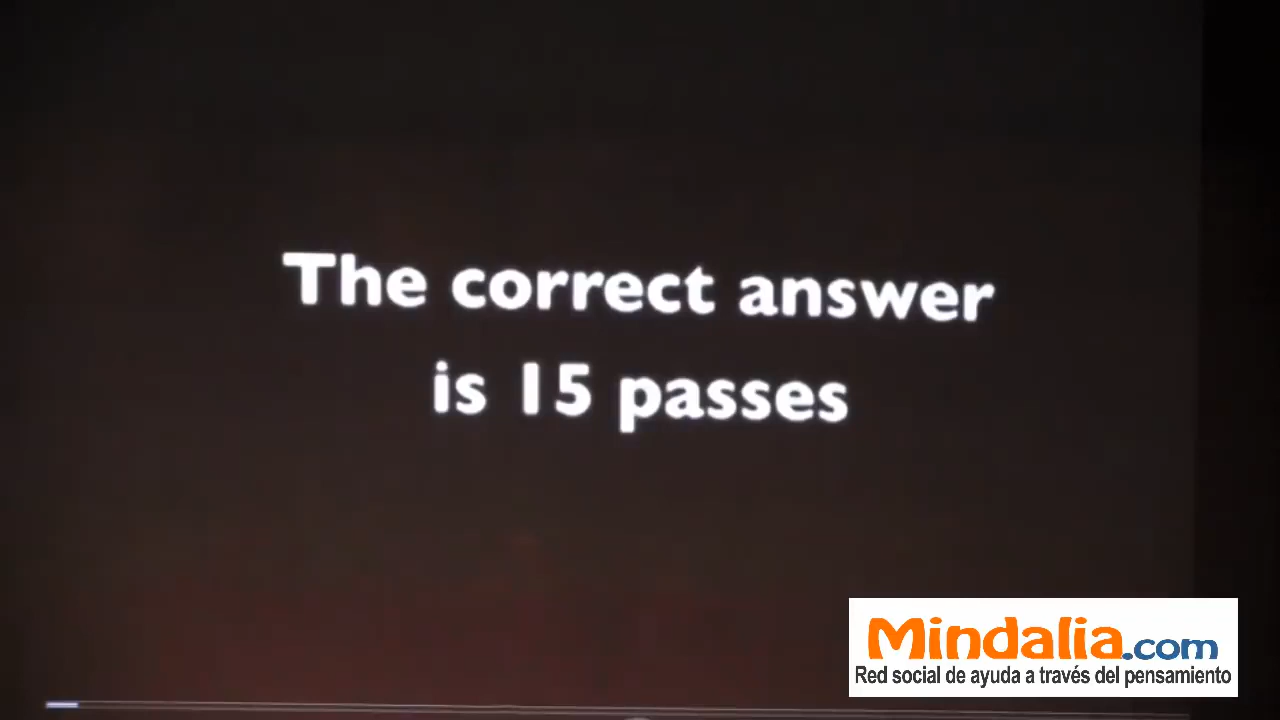 The correct answer
is 15 passes
Mindalia.com
Red social de ayuda a través del pensamiento